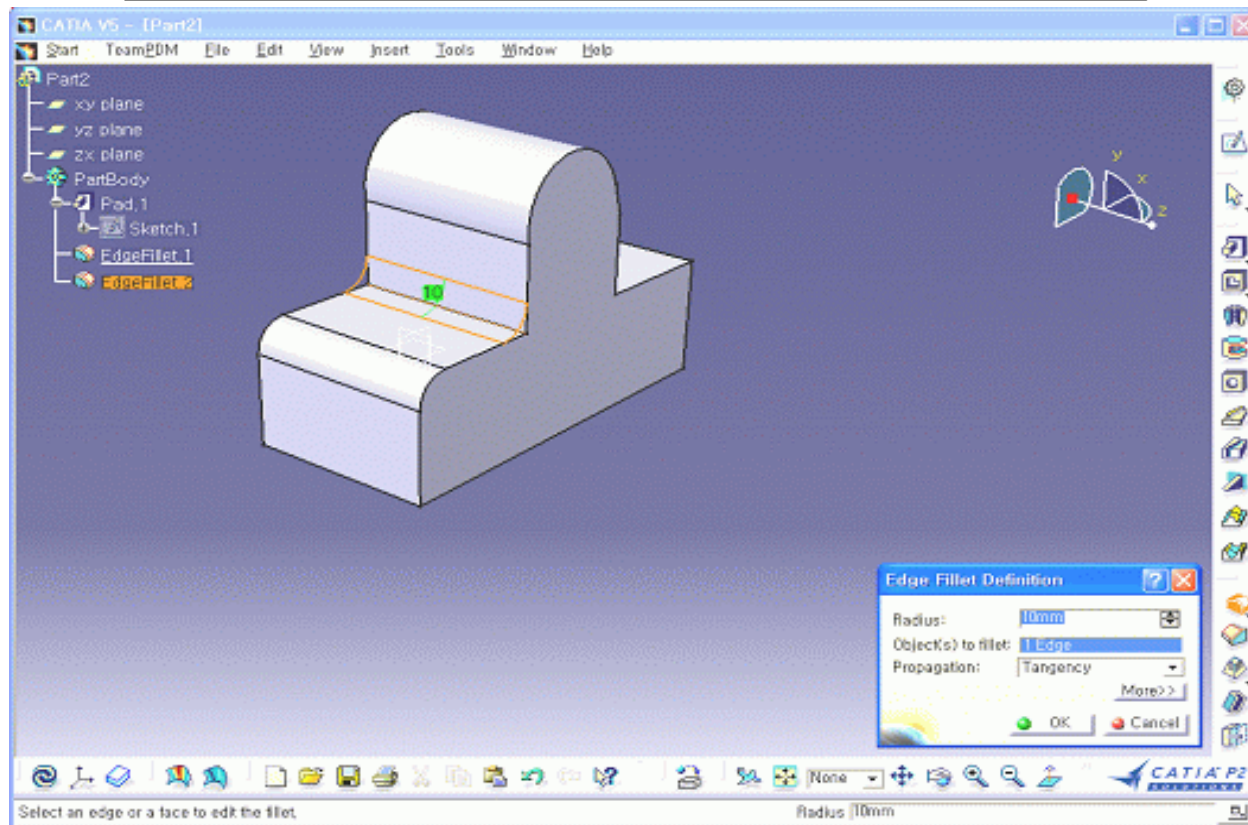 CATIA V5 - [Part2]
Start TeamPDM File Edit View Insert Tools Window Help
Part2
xy plane
yz plane
zx plane
PartBody
Pad.1
Sketch.1
EdgeFillet.1
EdgeFillet.2
y
x
z
10
Edge Fillet Definition
Radius: 10mm
Object(s) to fillet: 1 Edge
Propagation: Tangency
More>>
OK Cancel
None
CATIA P2
SOLUTIONS
Select an edge or a face to edit the fillet.
Radius 10mm